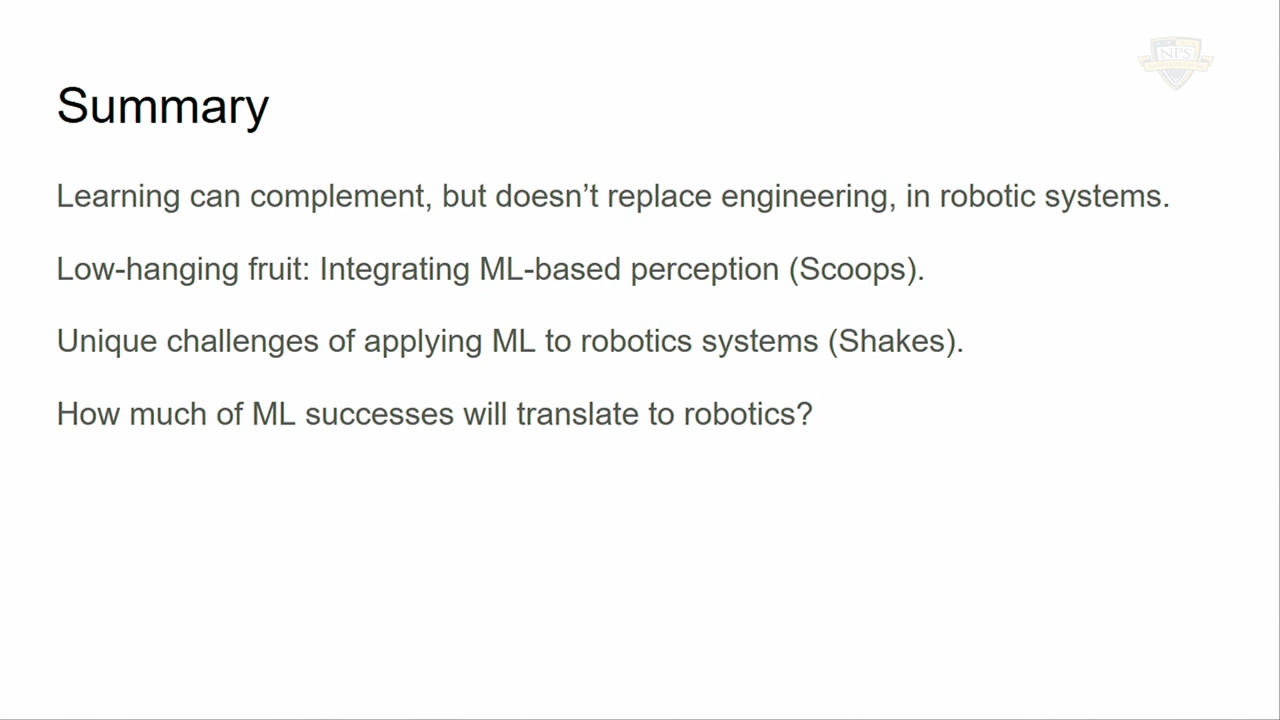 NPS
Summary
Learning can complement, but doesn’t replace engineering, in robotic systems.
Low-hanging fruit: Integrating ML-based perception (Scoops).
Unique challenges of applying ML to robotics systems (Shakes).
How much of ML successes will translate to robotics?